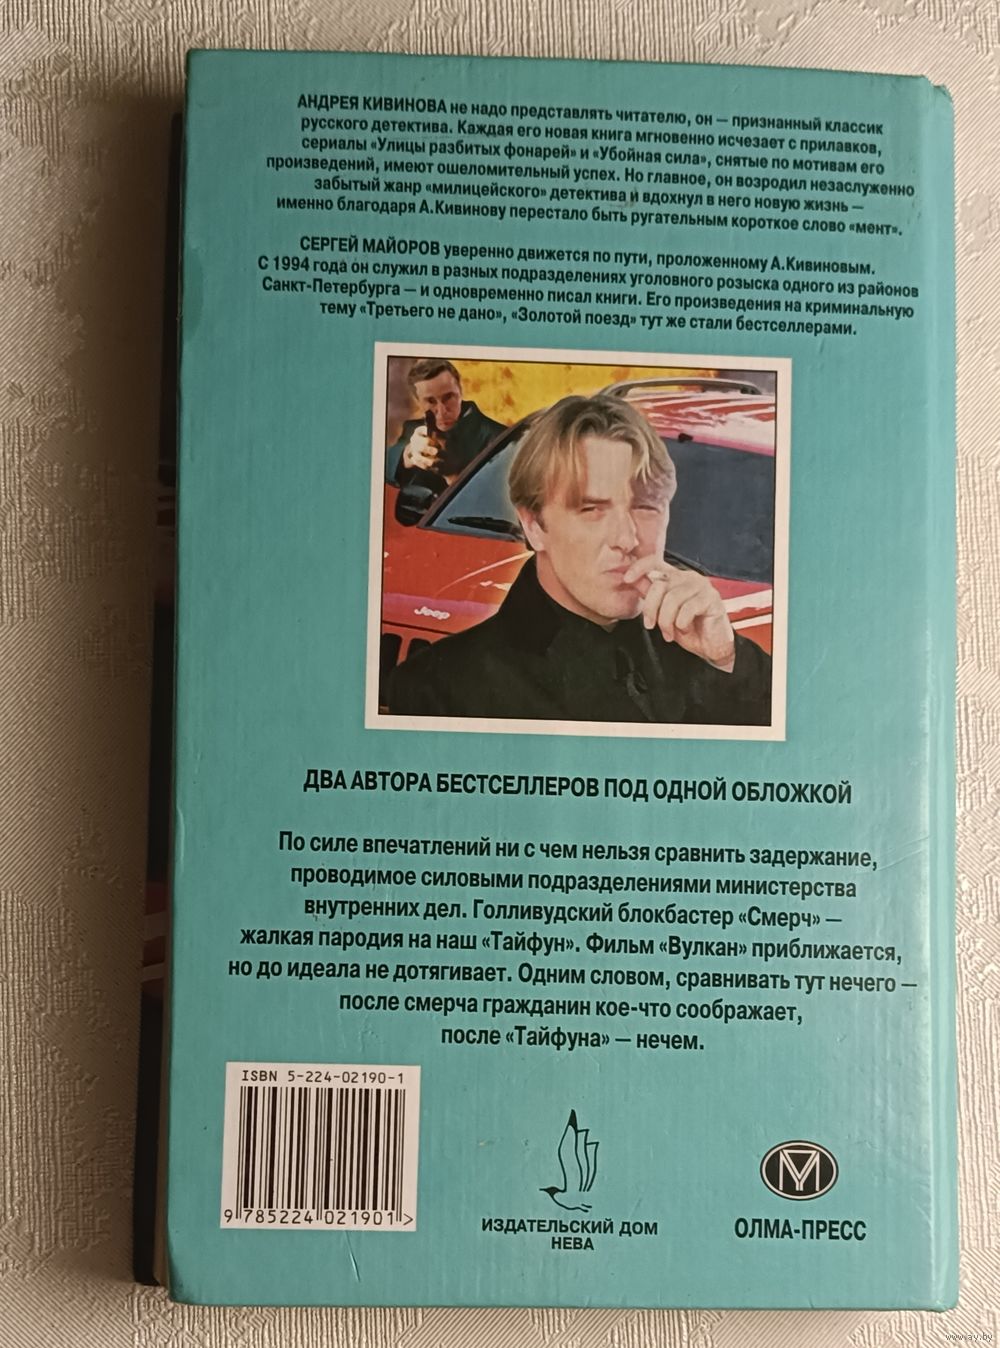 АНДРЕЯ КИВИНОВА не надо представлять читателю, он — признанный классик
русского детектива. Каждая его новая книга мгновенно исчезает с прилавков,
сериалы «Улицы разбитых фонарей» и «Убойная сила», снятые по мотивам его
произведений, имеют ошеломительный успех. Но главное, он возродил незаслуженно
забытый жанр «милицейского» детектива и вдохнул в него новую жизнь —
именно благодаря А.Кивинову перестало быть ругательным короткое слово «мент».
СЕРГЕЙ МАЙОРОВ уверенно движется по пути, проложенному А.Кивиновым.
С 1994 года он служил в разных подразделениях уголовного розыска одного из районов
Санкт-Петербурга — и одновременно писал книги. Его произведения на криминальную
тему «Третьего не дано», «Золотой поезд» тут же стали бестселлерами.
Jeep
ДВА АВТОРА БЕСТСЕЛЛЕРОВ ПОД ОДНОЙ ОБЛОЖКОЙ
По силе впечатлений ни с чем нельзя сравнить задержание,
проводимое силовыми подразделениями министерства
внутренних дел. Голливудский блокбастер «Смерч» —
жалкая пародия на наш «Тайфун». Фильм «Вулкан» приближается,
но до идеала не дотягивает. Одним словом, сравнивать тут нечего —
после смерча гражданин кое-что соображает,
после «Тайфуна» — нечем.
ISBN 5-224-02190-1
9 785224 021901 >
ИЗДАТЕЛЬСКИЙ ДОМ
НЕВА
ОЛМА-ПРЕСС
www.ay.by